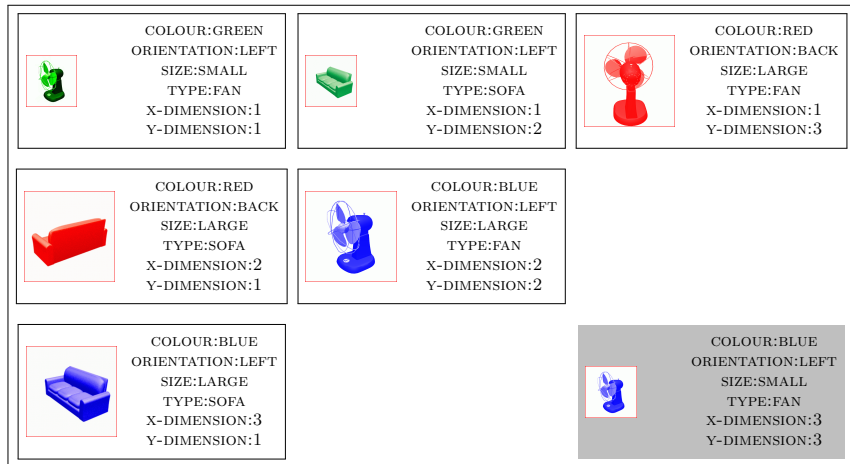 COLOUR:GREEN
ORIENTATION:LEFT
SIZE:SMALL
TYPE:FAN
X-DIMENSION:1
Y-DIMENSION:1
COLOUR:GREEN
ORIENTATION:LEFT
SIZE:SMALL
TYPE:SOFA
X-DIMENSION:1
Y-DIMENSION:2
COLOUR:RED
ORIENTATION:BACK
SIZE:LARGE
TYPE:FAN
X-DIMENSION:1
Y-DIMENSION:3
COLOUR:RED
ORIENTATION:BACK
SIZE:LARGE
TYPE:SOFA
X-DIMENSION:2
Y-DIMENSION:1
COLOUR:BLUE
ORIENTATION:LEFT
SIZE:LARGE
TYPE:FAN
X-DIMENSION:2
Y-DIMENSION:2
COLOUR:BLUE
ORIENTATION:LEFT
SIZE:LARGE
TYPE:SOFA
X-DIMENSION:3
Y-DIMENSION:1
COLOUR:BLUE
ORIENTATION:LEFT
SIZE:SMALL
TYPE:FAN
X-DIMENSION:3
Y-DIMENSION:3